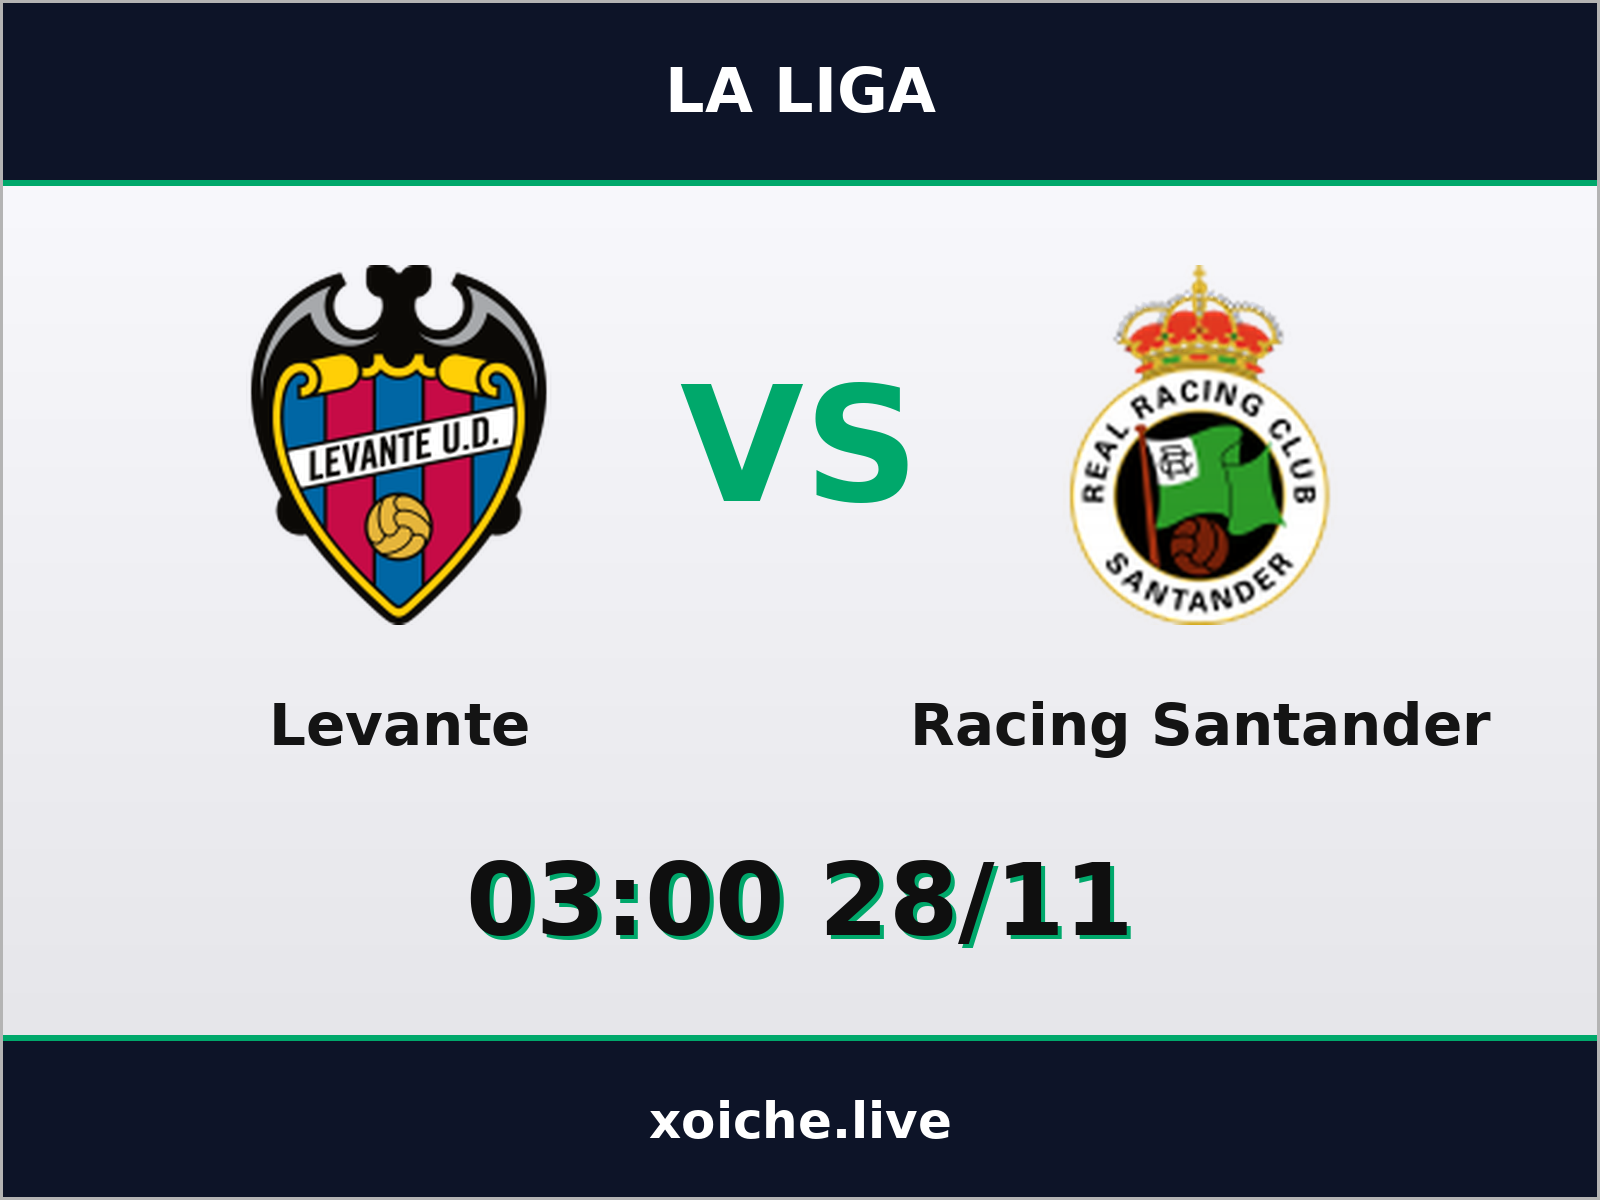 LA LIGA
LEVANTE U.D.
VS
REAL RACING CLUB
SANTANDER
Levante
Racing Santander
03:00 28/11
xoiche.live